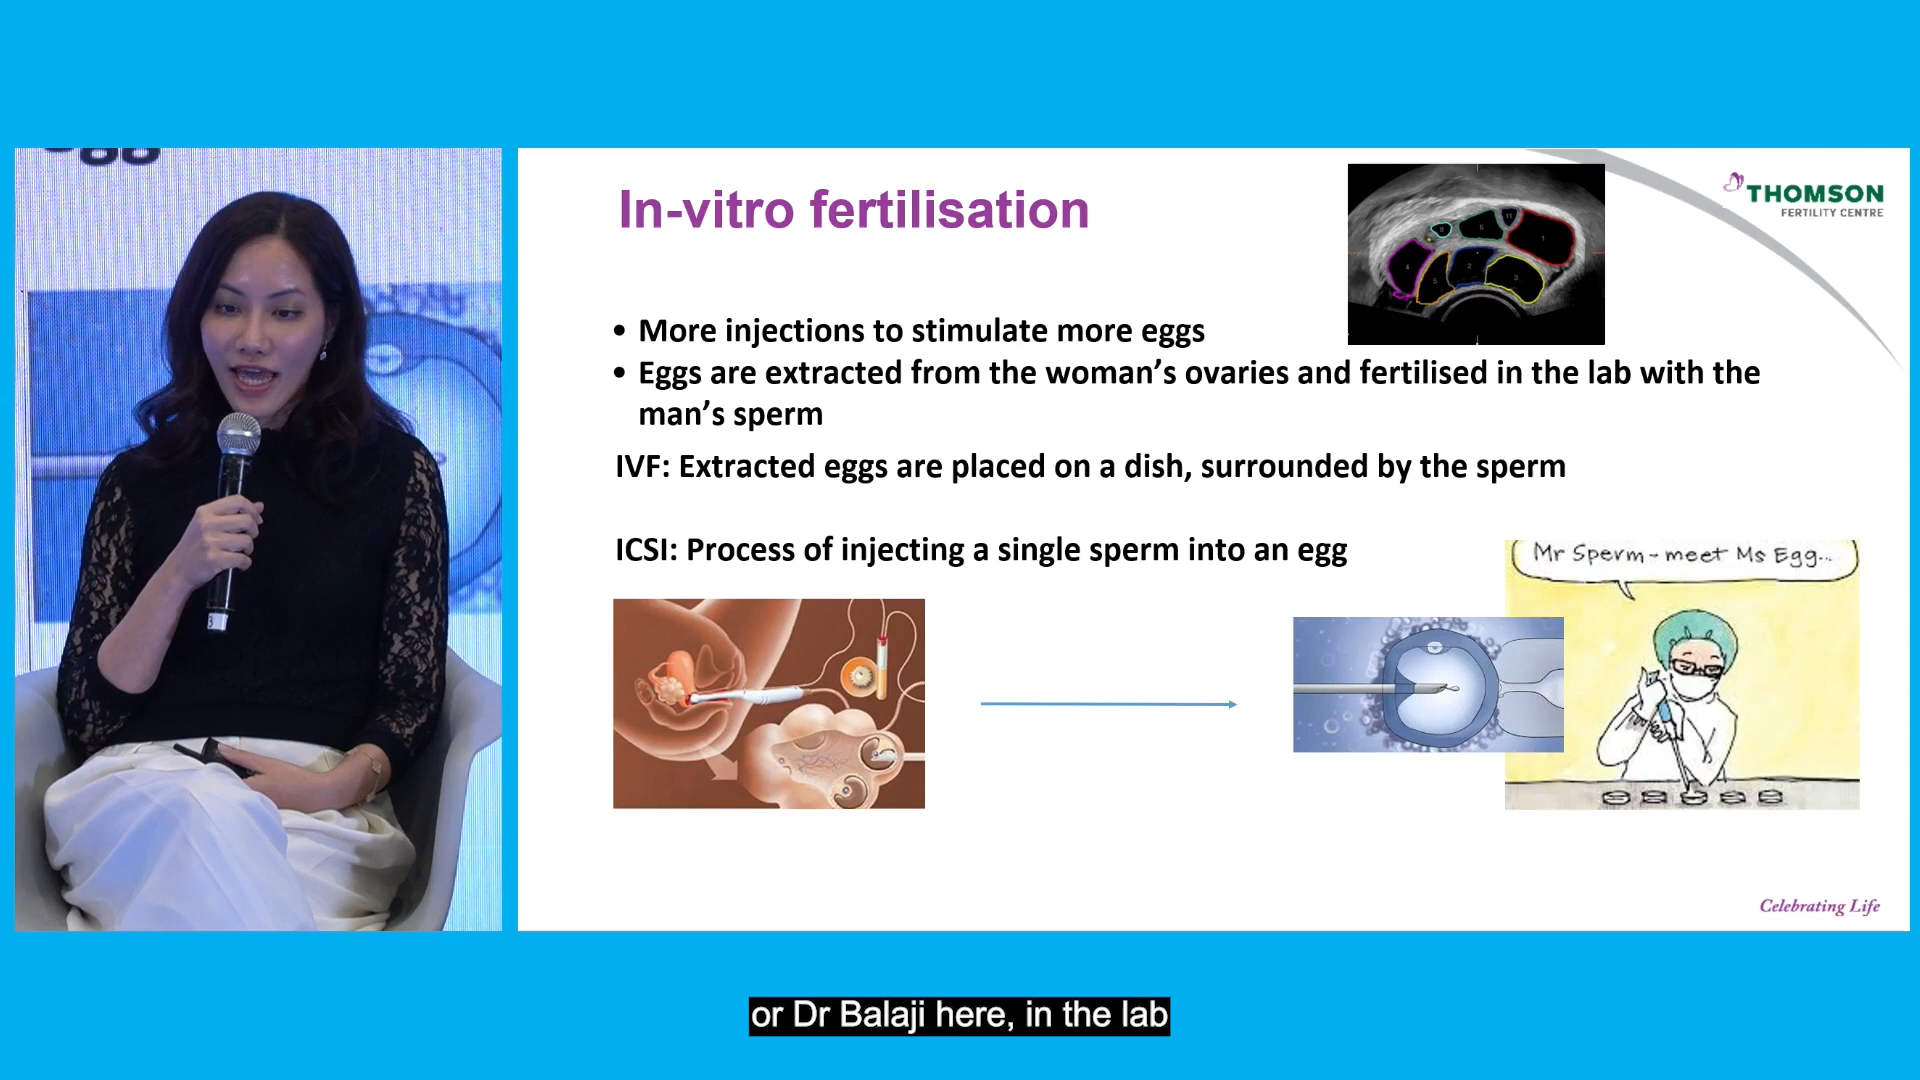 In-vitro fertilisation
THOMSON
FERTILITY CENTRE
• More injections to stimulate more eggs
• Eggs are extracted from the woman’s ovaries and fertilised in the lab with the
man’s sperm
IVF: Extracted eggs are placed on a dish, surrounded by the sperm
ICSI: Process of injecting a single sperm into an egg
Mr Sperm - meet Ms Egg...
Celebrating Life
or Dr Balaji here, in the lab